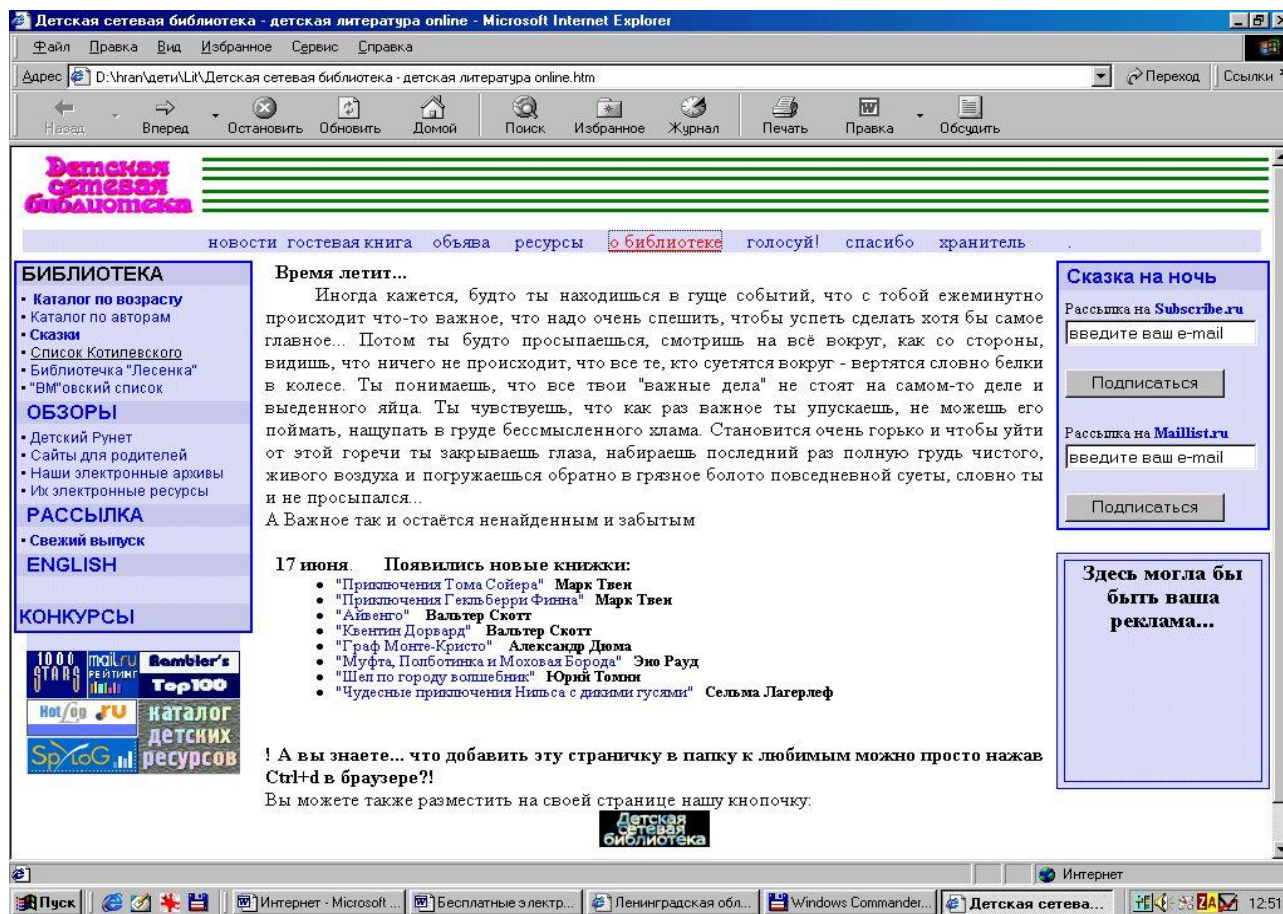 Детская сетевая библиотека - детская литература online - Microsoft Internet Explorer
Файл Правка Вид Избранное Сервис Справка
Адрес D:\hran\дети\Lit\Детская сетевая библиотека - детская литература online.htm Переход Ссылки
Назад Вперед Остановить Обновить Домой Поиск Избранное Журнал Печать Правка Обсудить
Детская
сетевая
библиотека
новости гостевая книга объява ресурсы о библиотеке голосуй! спасибо хранитель .
БИБЛИОТЕКА
Каталог по возрасту
Каталог по авторам
Сказки
Список Котилевского
Библиотечка "Лесенка"
"ВМ"овский список
ОБЗОРЫ
Детский Рунет
Сайты для родителей
Наши электронные архивы
Их электронные ресурсы
РАССЫЛКА
Свежий выпуск
ENGLISH
КОНКУРСЫ
1000 STARS
mail.ru РЕЙТИНГ
Rambler's Top100
HotLog
.ru
SpyLOG
каталог
детских
ресурсов
Время летит...
Иногда кажется, будто ты находишься в гуще событий, что с тобой ежеминутно
происходит что-то важное, что надо очень спешить, чтобы успеть сделать хотя бы самое
главное... Потом ты будто просыпаешься, смотришь на всё вокруг, как со стороны,
видишь, что ничего не происходит, что все те, кто суетятся вокруг - вертятся словно белки
в колесе. Ты понимаешь, что все твои "важные дела" не стоят на самом-то деле и
выеденного яйца. Ты чувствуешь, что как раз важное ты упускаешь, не можешь его
поймать, нащупать в груде бессмысленного хлама. Становится очень горько и чтобы уйти
от этой горечи ты закрываешь глаза, набираешь последний раз полную грудь чистого,
живого воздуха и погружаешься обратно в грязное болото повседневной суеты, словно ты
и не просыпался...
А Важное так и остаётся ненайденным и забытым
17 июня. Появились новые книжки:
"Приключения Тома Сойера" Марк Твен
"Приключения Гекльберри Финна" Марк Твен
"Айвенго" Вальтер Скотт
"Квентин Дорвард" Вальтер Скотт
"Граф Монте-Кристо" Александр Дюма
"Муфта, Полботинка и Моховая Борода" Эно Рауд
"Шел по городу волшебник" Юрий Томин
"Чудесные приключения Нильса с дикими гусями" Сельма Лагерлеф
! А вы знаете... что добавить эту страничку в папку к любимым можно просто нажав
Ctrl+d в браузере?!
Вы можете также разместить на своей странице нашу кнопочку:
Детская
сетевая
библиотека
Сказка на ночь
Рассылка на Subscribe.ru
введите ваш e-mail
Подписаться
Рассылка на Maillist.ru
введите ваш e-mail
Подписаться
Здесь могла бы
быть ваша
реклама...
Интернет
Пуск Интернет - Microsoft ... Бесплатные электр... Ленинградская обл... Windows Commander... Детская сетева... 12:51